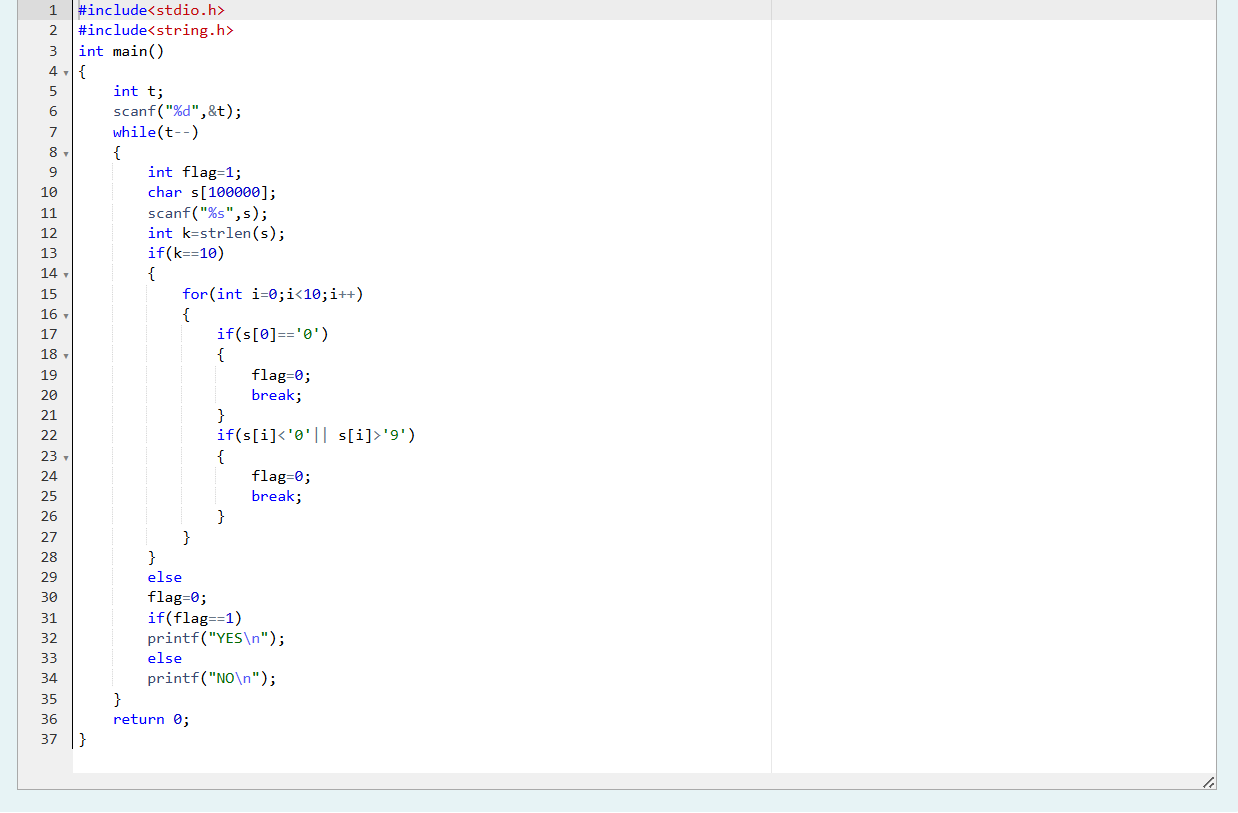 1 #include<stdio.h>
2 #include<string.h>
3 int main()
4 {
5     int t;
6     scanf("%d",&t);
7     while(t--)
8     {
9         int flag=1;
10         char s[100000];
11         scanf("%s",s);
12         int k=strlen(s);
13         if(k==10)
14         {
15             for(int i=0;i<10;i++)
16             {
17                 if(s[0]=='0')
18                 {
19                     flag=0;
20                     break;
21                 }
22                 if(s[i]<'0'|| s[i]>'9')
23                 {
24                     flag=0;
25                     break;
26                 }
27             }
28         }
29         else
30         flag=0;
31         if(flag==1)
32         printf("YES\n");
33         else
34         printf("NO\n");
35     }
36     return 0;
37 }